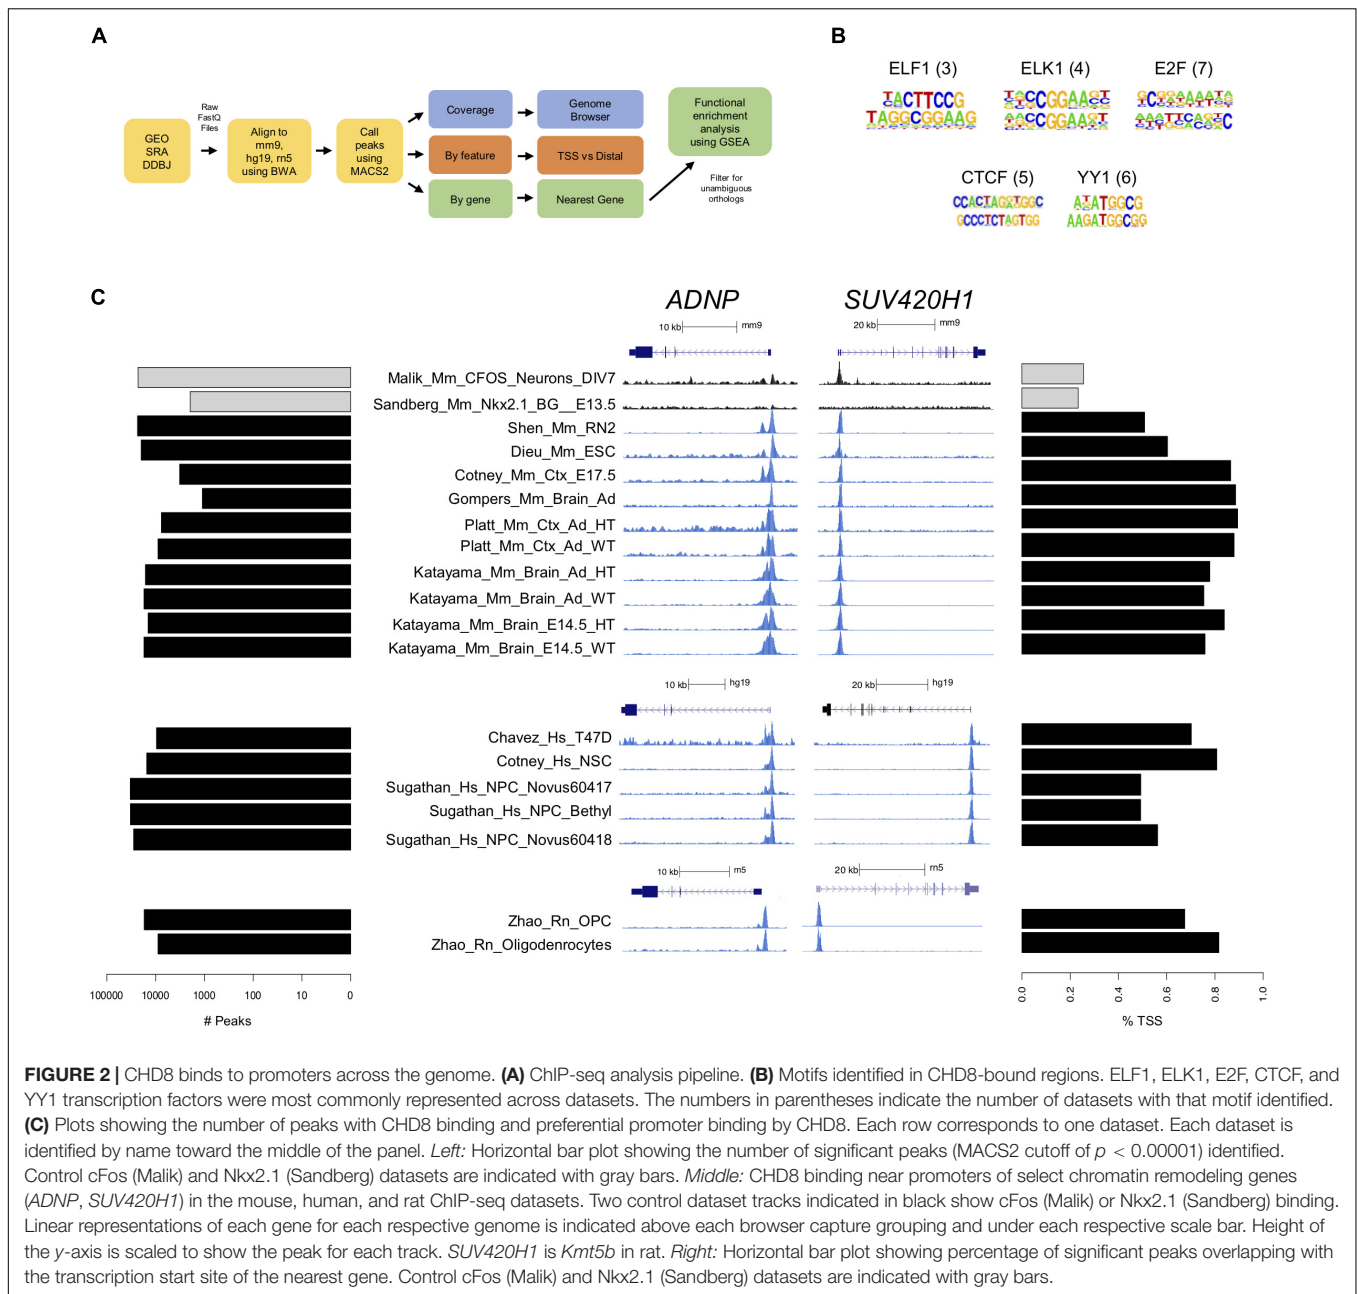 A
Raw
FastQ
Files
GEO
SRA
DDBJ
Align to
mm9,
hg19, rn5
using BWA
Call
peaks
using
MACS2
Coverage
Genome
Browser
By feature
TSS vs Distal
By gene
Nearest Gene
Functional
enrichment
analysis
using GSEA
Filter for
unambiguous
orthologs
B
ELF1 (3)
ELK1 (4)
E2F (7)
CTCF (5)
YY1 (6)
C
ADNP
SUV420H1
10 kb
mm9
20 kb
mm9
Malik_Mm_CFOS_Neurons_DIV7
Sandberg_Mm_Nkx2.1_BG__E13.5
Shen_Mm_RN2
Dieu_Mm_ESC
Cotney_Mm_Ctx_E17.5
Gompers_Mm_Brain_Ad
Platt_Mm_Ctx_Ad_HT
Platt_Mm_Ctx_Ad_WT
Katayama_Mm_Brain_Ad_HT
Katayama_Mm_Brain_Ad_WT
Katayama_Mm_Brain_E14.5_HT
Katayama_Mm_Brain_E14.5_WT
10 kb
hg19
20 kb
hg19
Chavez_Hs_T47D
Cotney_Hs_NSC
Sugathan_Hs_NPC_Novus60417
Sugathan_Hs_NPC_Bethyl
Sugathan_Hs_NPC_Novus60418
10 kb
rn5
20 kb
rn5
Zhao_Rn_OPC
Zhao_Rn_Oligodenrocytes
100000 10000 1000 100 10 0
# Peaks
0.0 0.2 0.4 0.6 0.8 1.0
% TSS
FIGURE 2 | CHD8 binds to promoters across the genome. (A) ChIP-seq analysis pipeline. (B) Motifs identified in CHD8-bound regions. ELF1, ELK1, E2F, CTCF, and
YY1 transcription factors were most commonly represented across datasets. The numbers in parentheses indicate the number of datasets with that motif identified.
(C) Plots showing the number of peaks with CHD8 binding and preferential promoter binding by CHD8. Each row corresponds to one dataset. Each dataset is
identified by name toward the middle of the panel. Left: Horizontal bar plot showing the number of significant peaks (MACS2 cutoff of p < 0.00001) identified.
Control cFos (Malik) and Nkx2.1 (Sandberg) datasets are indicated with gray bars. Middle: CHD8 binding near promoters of select chromatin remodeling genes
(ADNP, SUV420H1) in the mouse, human, and rat ChIP-seq datasets. Two control dataset tracks indicated in black show cFos (Malik) or Nkx2.1 (Sandberg) binding.
Linear representations of each gene for each respective genome is indicated above each browser capture grouping and under each respective scale bar. Height of
the y-axis is scaled to show the peak for each track. SUV420H1 is Kmt5b in rat. Right: Horizontal bar plot showing percentage of significant peaks overlapping with
the transcription start site of the nearest gene. Control cFos (Malik) and Nkx2.1 (Sandberg) datasets are indicated with gray bars.